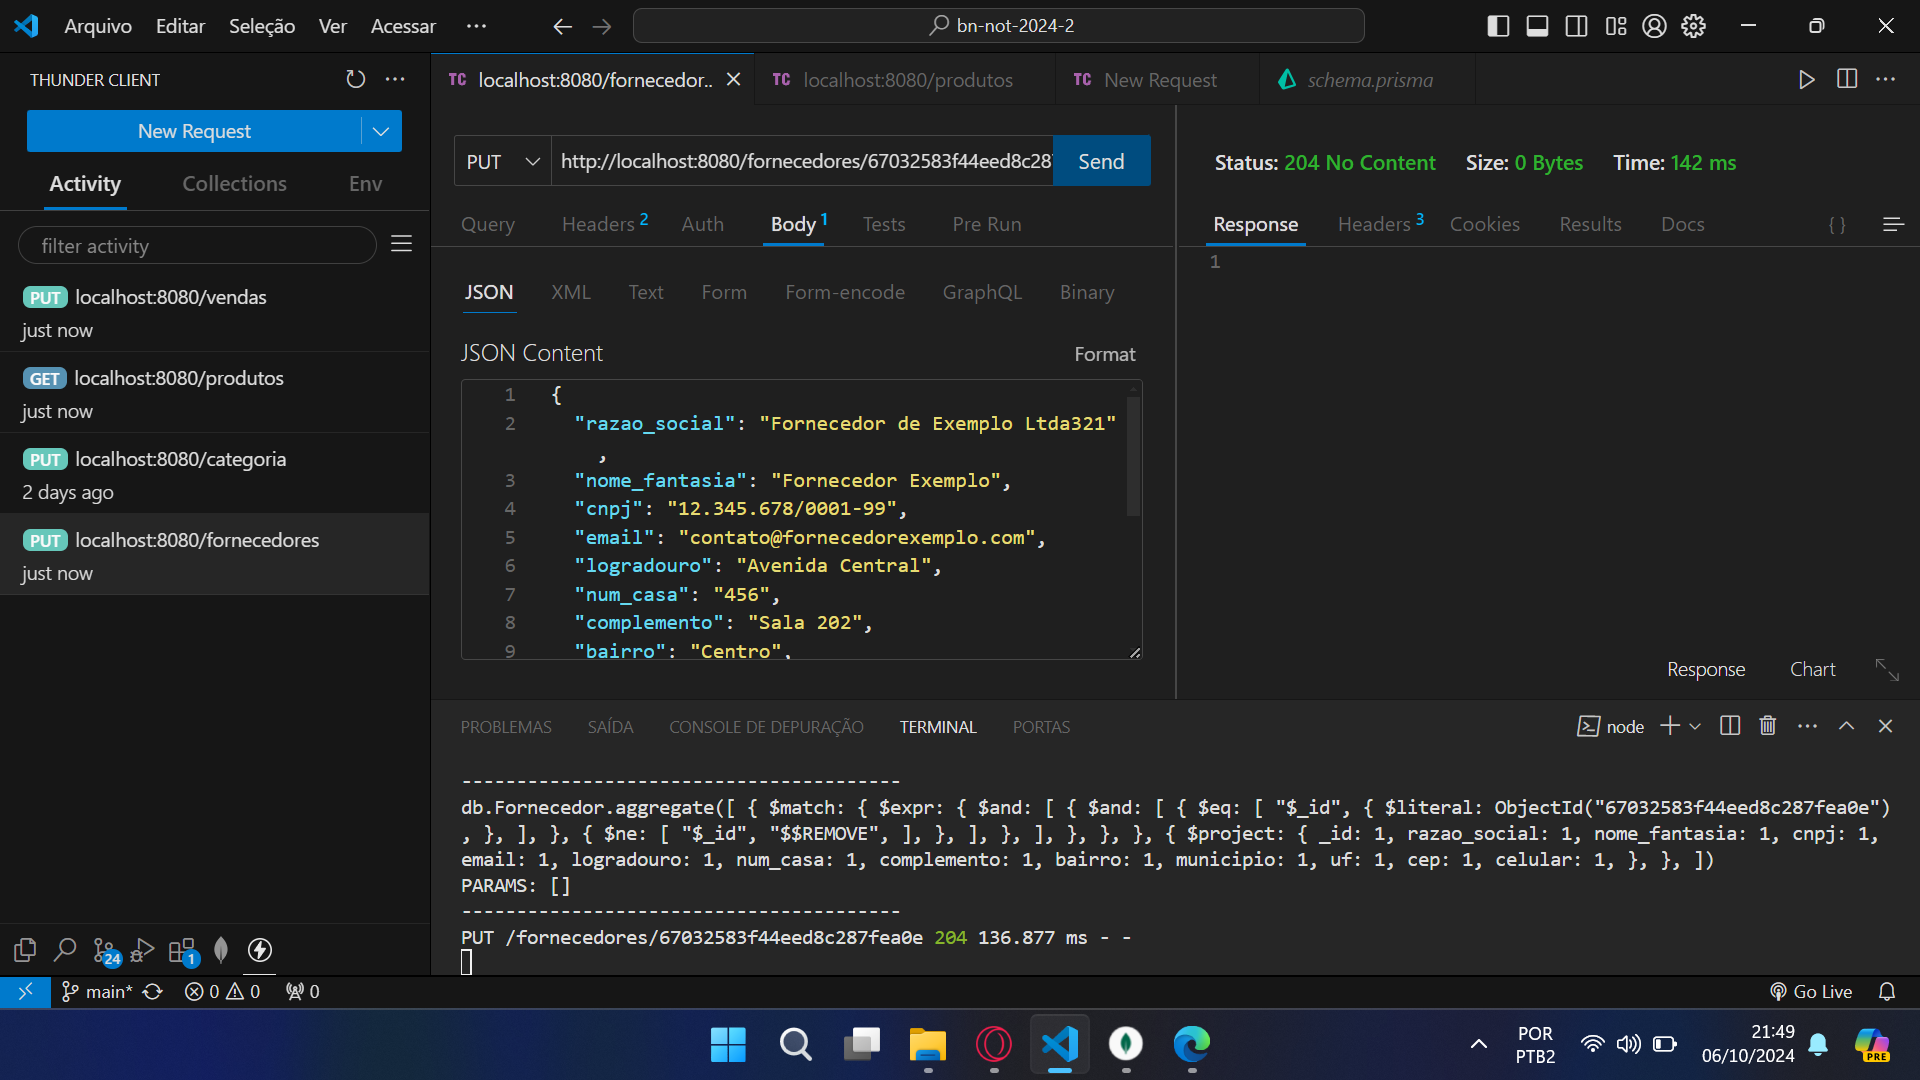 Arquivo Editar Seleção Ver Acessar ···
bn-not-2024-2
THUNDER CLIENT
New Request
Activity Collections Env
filter activity
PUT localhost:8080/vendas
just now
GET localhost:8080/produtos
just now
PUT localhost:8080/categoria
2 days ago
PUT localhost:8080/fornecedores
just now
TC localhost:8080/fornecedor..
TC localhost:8080/produtos
TC New Request
schema.prisma
PUT http://localhost:8080/fornecedores/67032583f44eed8c287 Send
Query Headers 2 Auth Body 1 Tests Pre Run
JSON XML Text Form Form-encode GraphQL Binary
JSON Content Format
1 {
2 "razao_social": "Fornecedor de Exemplo Ltda321"
,
3 "nome_fantasia": "Fornecedor Exemplo",
4 "cnpj": "12.345.678/0001-99",
5 "email": "contato@fornecedorexemplo.com",
6 "logradouro": "Avenida Central",
7 "num_casa": "456",
8 "complemento": "Sala 202",
9 "bairro": "Centro",
Status: 204 No Content Size: 0 Bytes Time: 142 ms
Response Headers 3 Cookies Results Docs { }
1
Response Chart
PROBLEMAS SAÍDA CONSOLE DE DEPURAÇÃO TERMINAL PORTAS
node
----------------------------------------
db.Fornecedor.aggregate([ { $match: { $expr: { $and: [ { $and: [ { $eq: [ "$_id", { $literal: ObjectId("67032583f44eed8c287fea0e")
, }, ], }, { $ne: [ "$_id", "$$REMOVE", ], }, ], }, ], }, }, }, { $project: { _id: 1, razao_social: 1, nome_fantasia: 1, cnpj: 1,
email: 1, logradouro: 1, num_casa: 1, complemento: 1, bairro: 1, municipio: 1, uf: 1, cep: 1, celular: 1, }, }, ])
PARAMS: []
----------------------------------------
PUT /fornecedores/67032583f44eed8c287fea0e 204 136.877 ms - -
24
1
main* 0 0 0
Go Live
POR
PTB2
21:49
06/10/2024
PRE